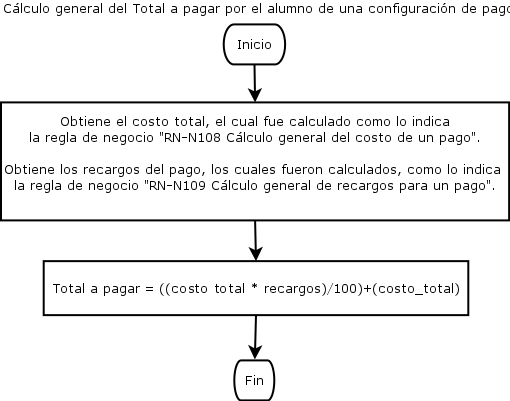 Cálculo general del Total a pagar por el alumno de una configuración de pago
Inicio
Obtiene el costo total, el cual fue calculado como lo indica
la regla de negocio "RN-N108 Cálculo general del costo de un pago".
Obtiene los recargos del pago, los cuales fueron calculados, como lo indica
la regla de negocio "RN-N109 Cálculo general de recargos para un pago".
Total a pagar = ((costo total * recargos)/100)+(costo_total)
Fin